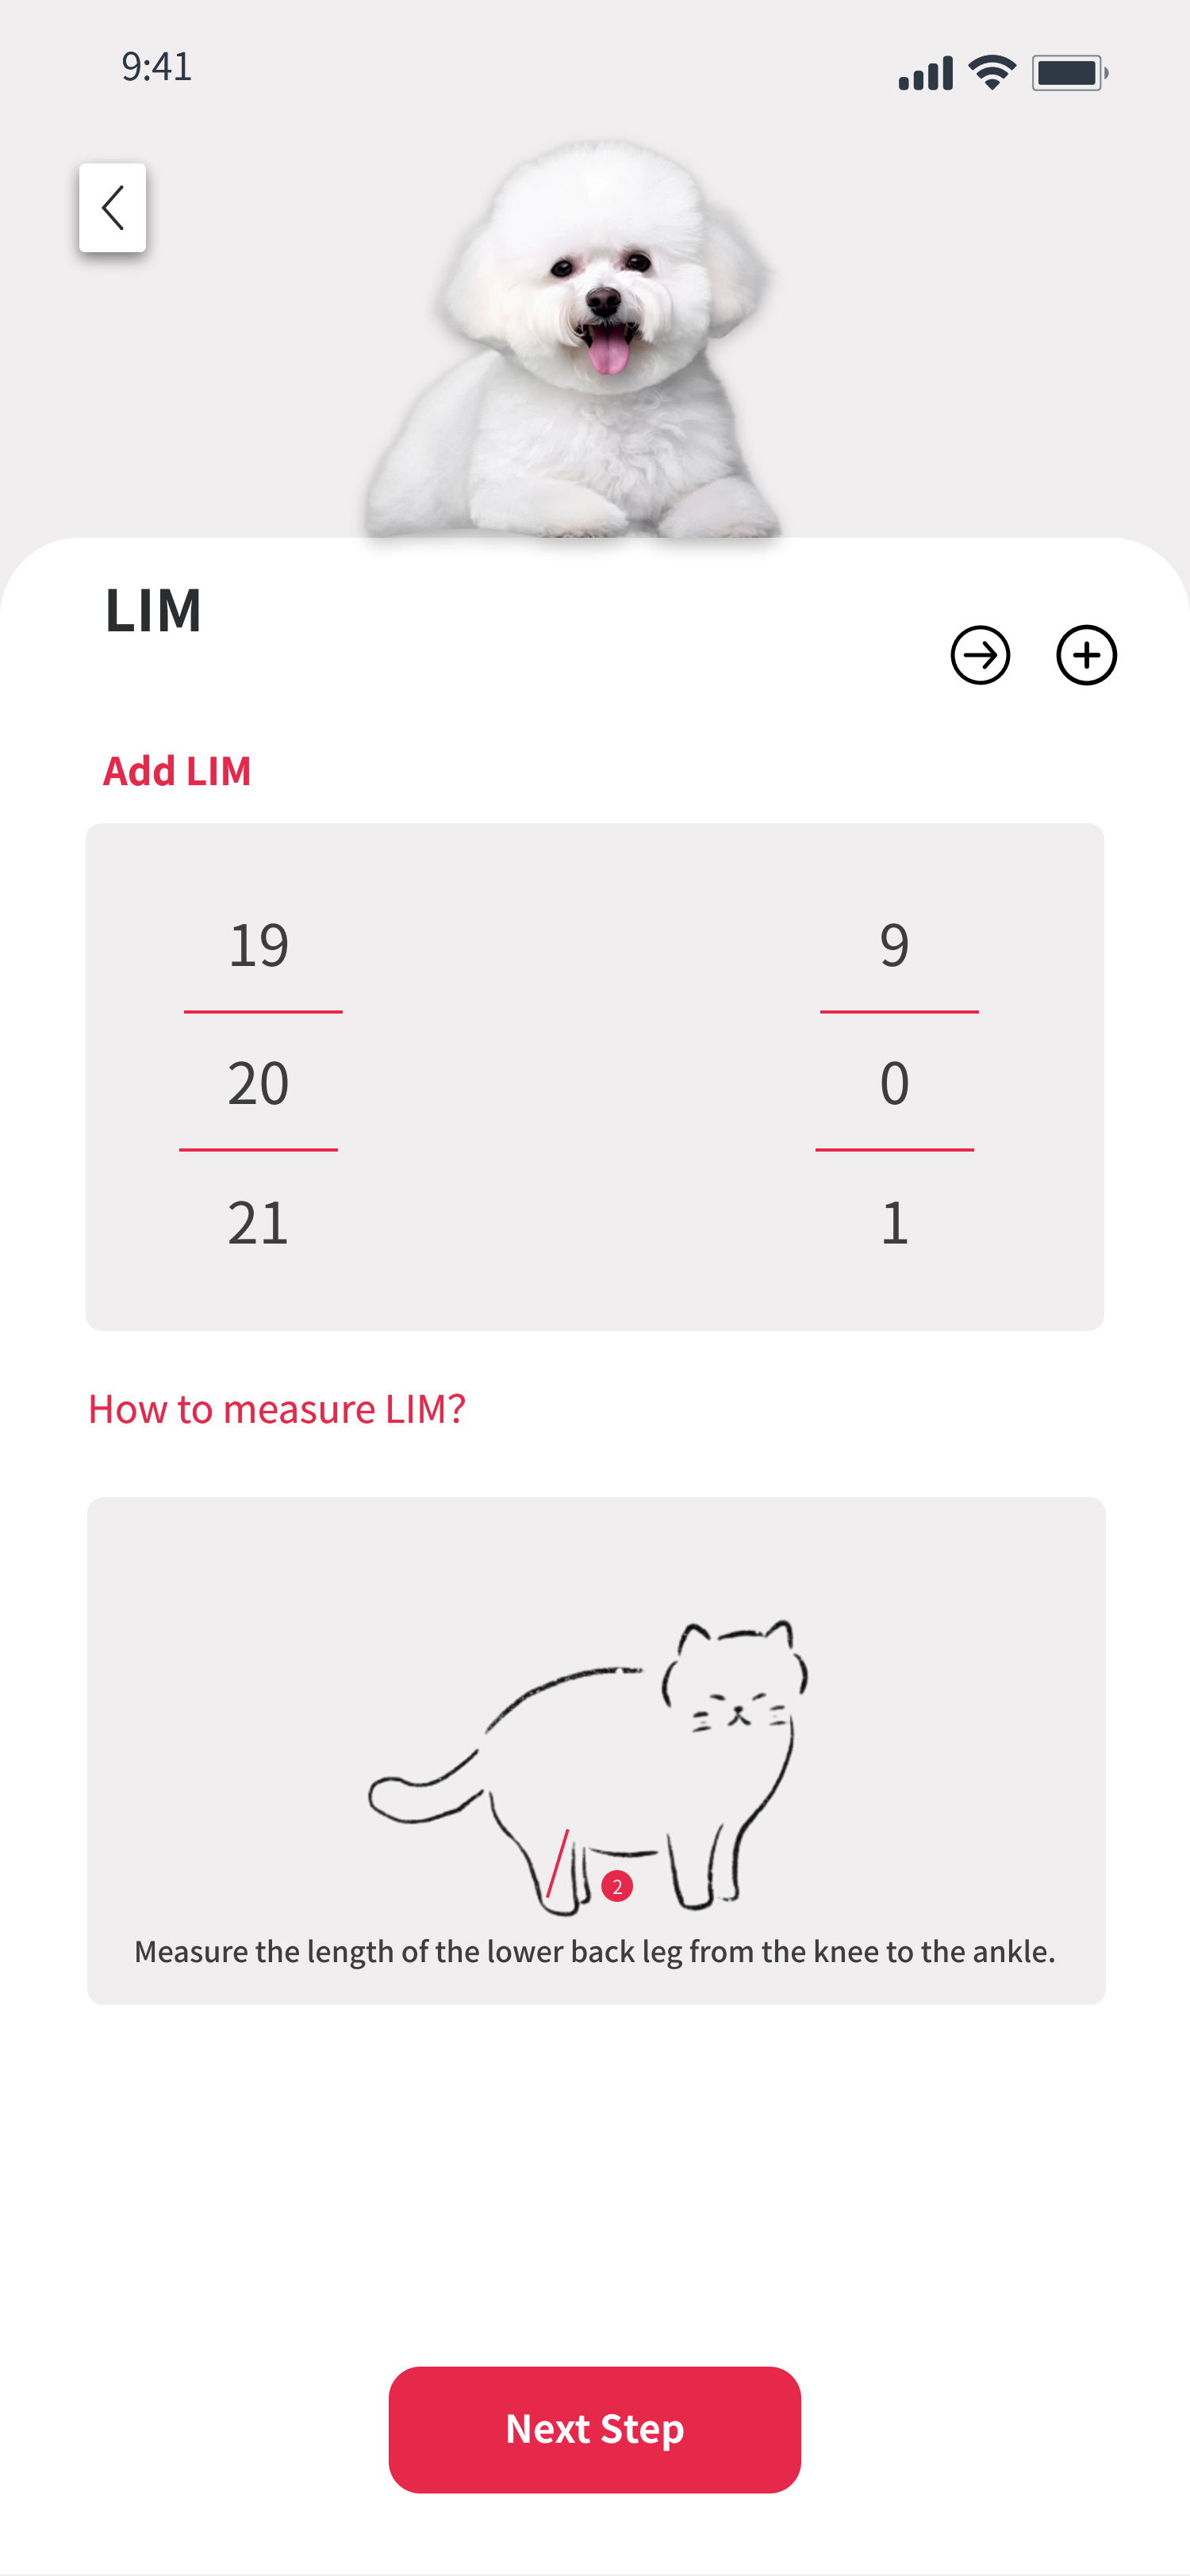 9:41
LIM
Add LIM
19 9
20 0
21 1
How to measure LIM?
2
Measure the length of the lower back leg from the knee to the ankle.
Next Step